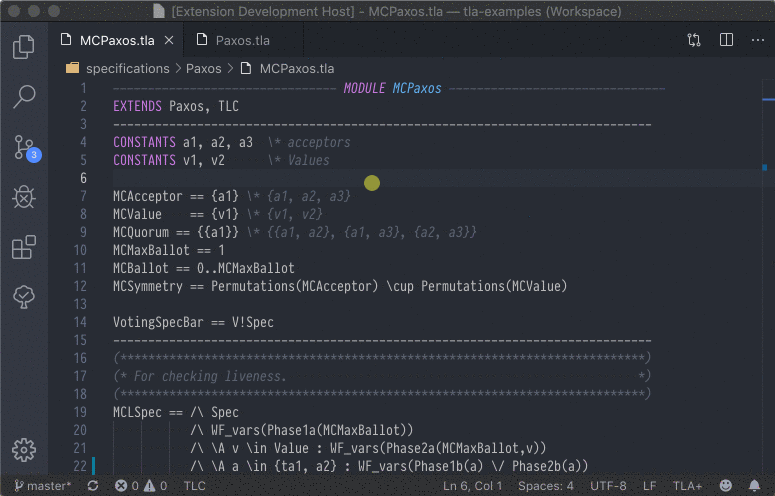 [Extension Development Host] - MCPaxos.tla — tla-examples (Workspace)
MCPaxos.tla × Paxos.tla ···
specifications > Paxos > MCPaxos.tla
1 -------------------------------- MODULE MCPaxos -------------------------------
2 EXTENDS Paxos, TLC
3 -----------------------------------------------------------------------------
4 CONSTANTS a1, a2, a3  \* acceptors
5 CONSTANTS v1, v2      \* Values
6
7 MCAcceptor == {a1} \* {a1, a2, a3}
8 MCValue    == {v1} \* {v1, v2}
9 MCQuorum == {{a1}} \* {{a1, a2}, {a1, a3}, {a2, a3}}
10 MCMaxBallot == 1
11 MCBallot == 0..MCMaxBallot
12 MCSymmetry == Permutations(MCAcceptor) \cup Permutations(MCValue)
13
14 VotingSpecBar == V!Spec
15 -----------------------------------------------------------------------------
16 (***************************************************************************)
17 (* For checking liveness.                                                  *)
18 (***************************************************************************)
19 MCLSpec == /\ Spec
20            /\ WF_vars(Phase1a(MCMaxBallot))
21            /\ \A v \in Value : WF_vars(Phase2a(MCMaxBallot,v))
22            /\ \A a \in {ta1, a2} : WF_vars(Phase1b(a) \/ Phase2b(a))
3
master* 0 0 TLC Ln 6, Col 1 Spaces: 4 UTF-8 LF TLA+